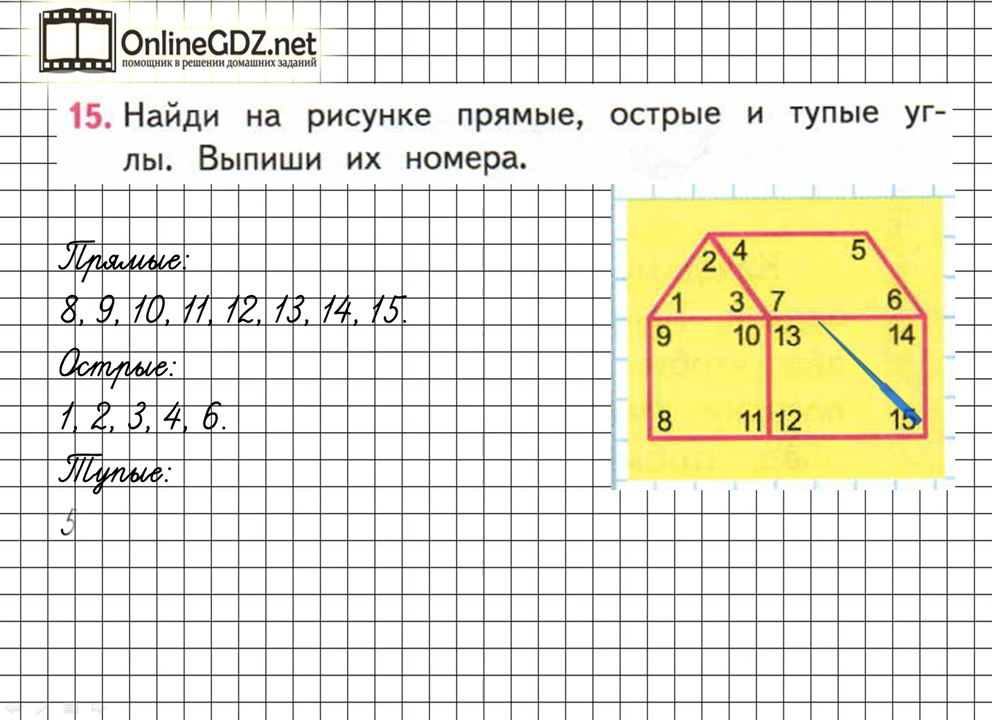 OnlineGDZ.net
помощник в решении домашних заданий
15. Найди на рисунке прямые, острые и тупые уг-
лы. Выпиши их номера.
Прямые:
8, 9, 10, 11, 12, 13, 14, 15.
Острые:
1, 2, 3, 4, 6.
Тупые:
5
2 4 5
1 3 7 6
9 10 13 14
8 11 12 15